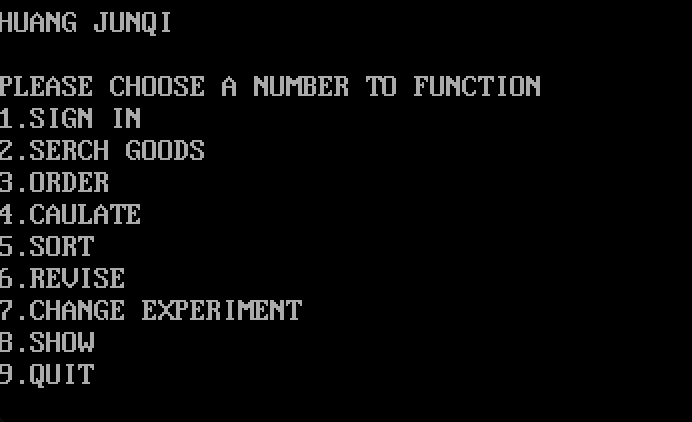 HUANG JUNQI
PLEASE CHOOSE A NUMBER TO FUNCTION
1.SIGN IN
2.SERCH GOODS
3.ORDER
4.CAULATE
5.SORT
6.REVISE
7.CHANGE EXPERIMENT
8.SHOW
9.QUIT